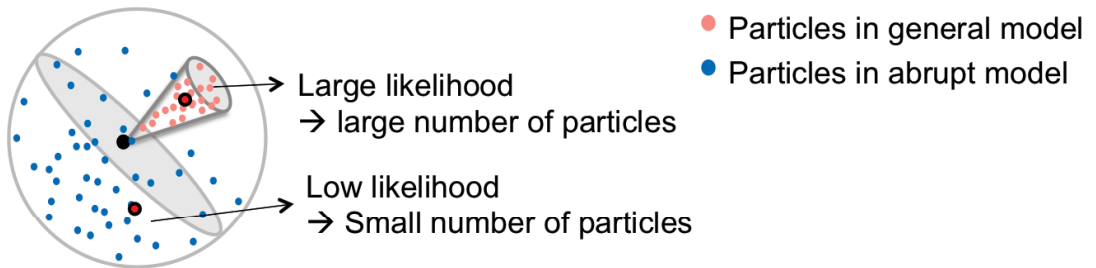 Particles in general model
Particles in abrupt model
Large likelihood
→ large number of particles
Low likelihood
→ Small number of particles